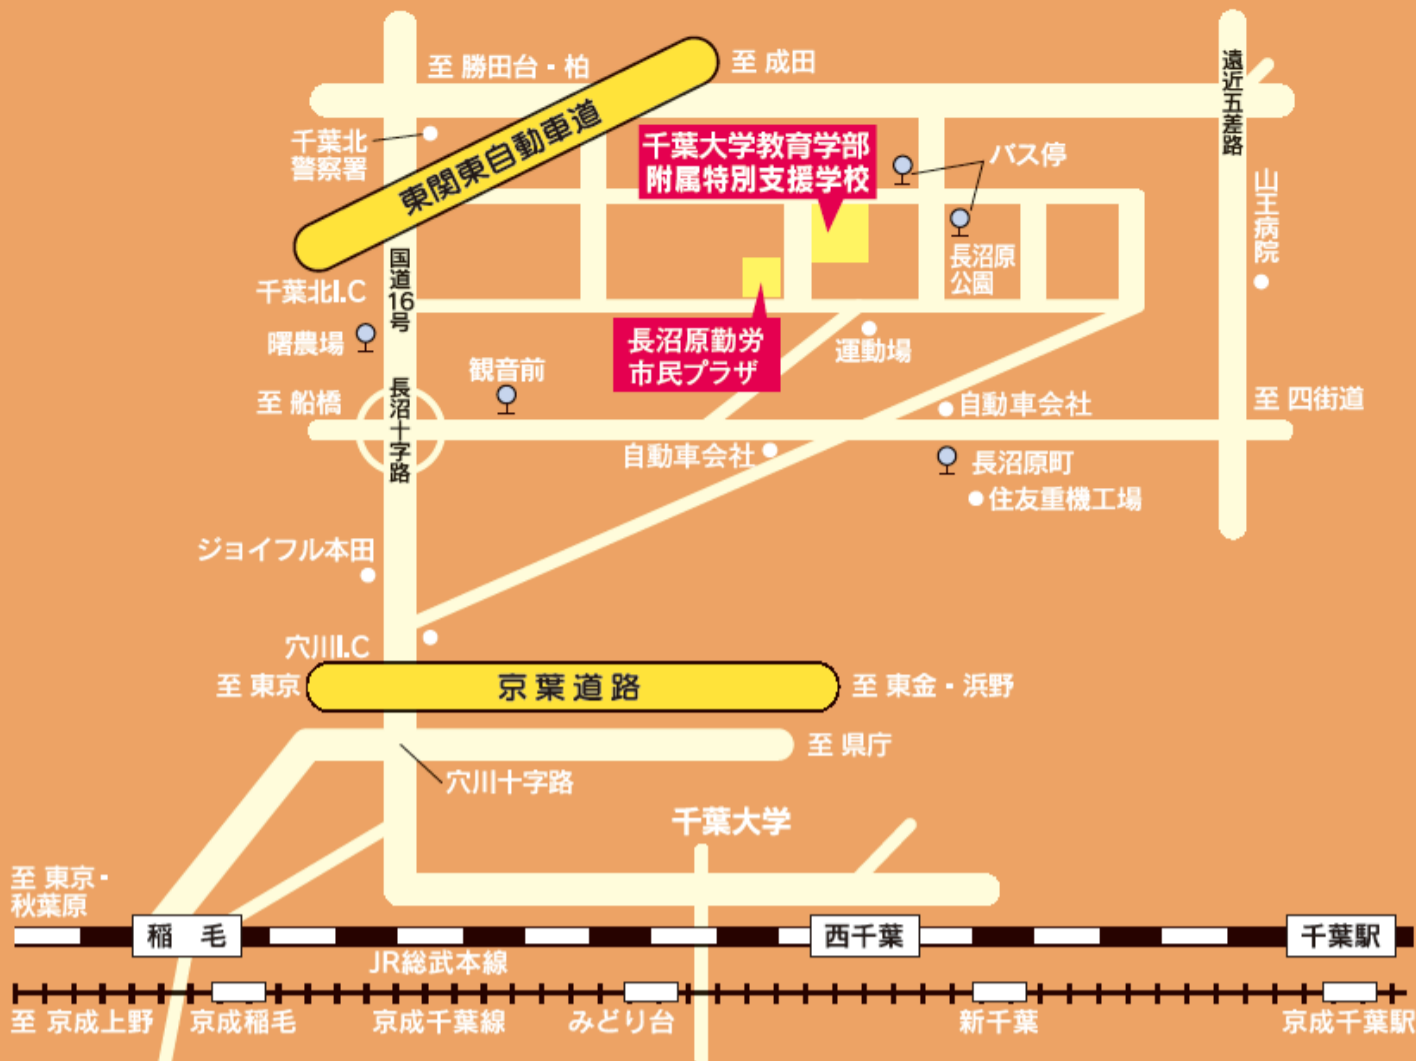 至 勝田台・柏
至 成田
遠近五差路
千葉北
警察署
東関東自動車道
千葉大学教育学部
附属特別支援学校
バス停
山王病院
長沼原
公園
国道16号
千葉北I.C
曙農場
長沼原勤労
市民プラザ
運動場
観音前
至 船橋
長沼十字路
自動車会社
至 四街道
自動車会社
長沼原町
住友重機工場
ジョイフル本田
穴川I.C
至 東京
京葉道路
至 東金・浜野
至 県庁
穴川十字路
千葉大学
至 東京・
秋葉原
稲 毛
西千葉
千葉駅
JR総武本線
至 京成上野
京成稲毛
京成千葉線
みどり台
新千葉
京成千葉駅